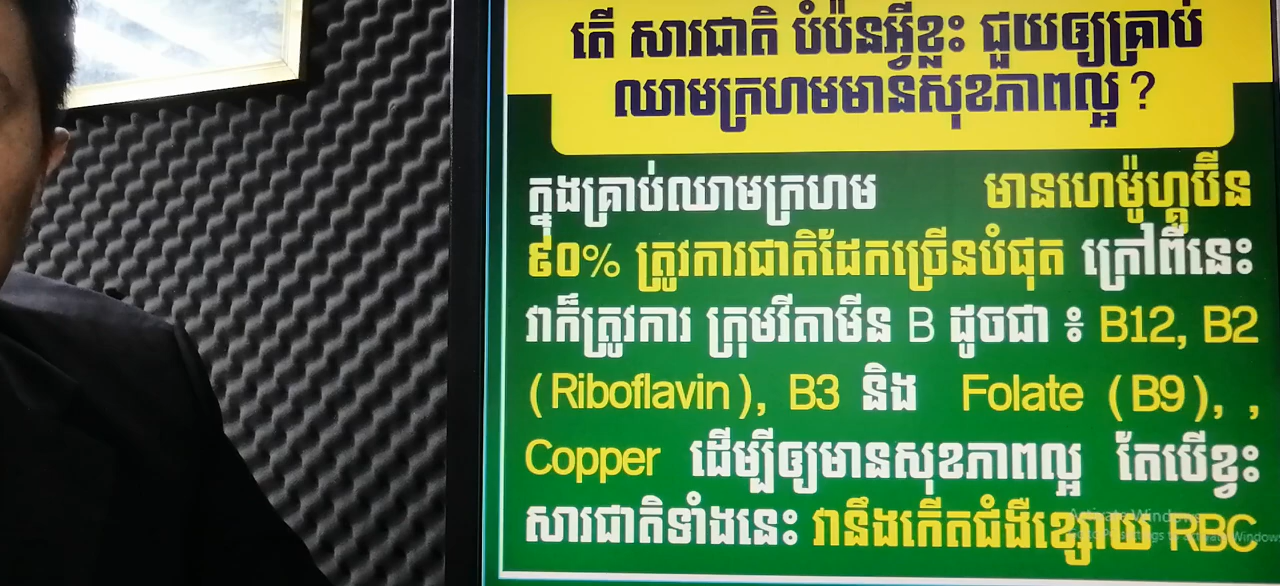 តើ សារជាតិ បំប៉នអ្វីខ្លះ ជួយឲ្យគ្រាប់
ឈាមក្រហមមានសុខភាពល្អ ?
ក្នុងគ្រាប់ឈាមក្រហម មានហេម៉ូហ្គូប៊ីន
៩០% ត្រូវការជាតិដែកច្រើនបំផុត ក្រៅពីនេះ
វាក៏ត្រូវការ ក្រុមវីតាមីន B ដូចជា ៖ B12, B2
(Riboflavin), B3 និង Folate (B9), ,
Copper ដើម្បីឲ្យមានសុខភាពល្អ តែបើខ្វះ
សារជាតិទាំងនេះ វានឹងកើតជំងឺខ្សោយ RBC
Activate Windows